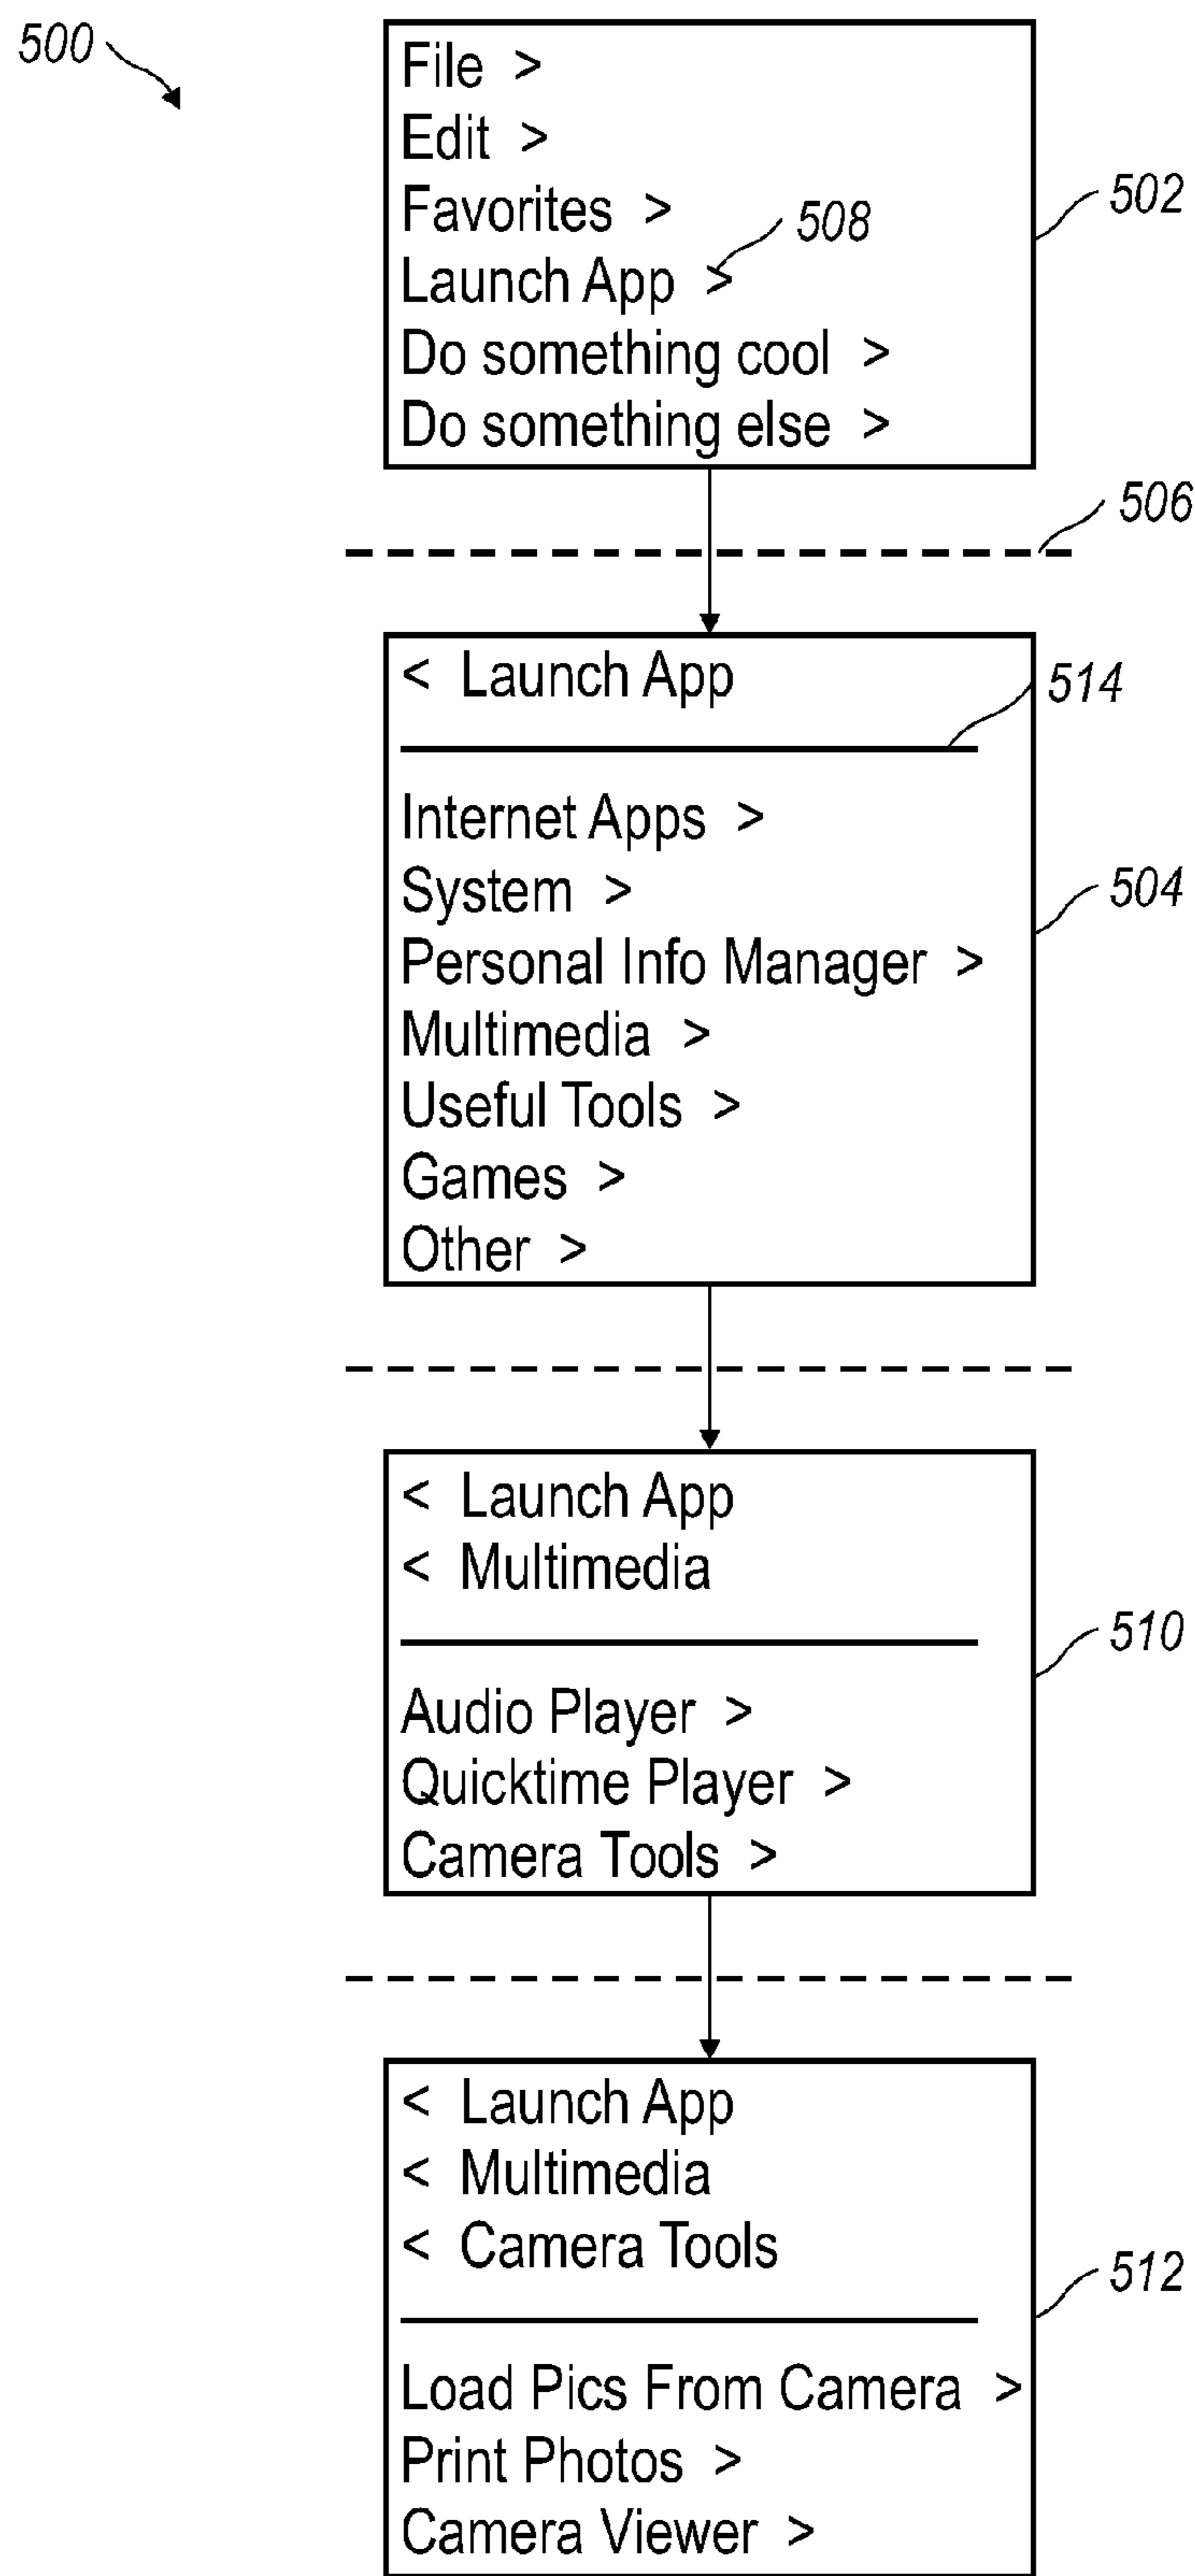 500
File >
Edit >
Favorites >
Launch App >
Do something cool >
Do something else >
502
508
506
< Launch App
514
Internet Apps >
System >
Personal Info Manager >
Multimedia >
Useful Tools >
Games >
Other >
504
< Launch App
< Multimedia
Audio Player >
Quicktime Player >
Camera Tools >
510
< Launch App
< Multimedia
< Camera Tools
Load Pics From Camera >
Print Photos >
Camera Viewer >
512